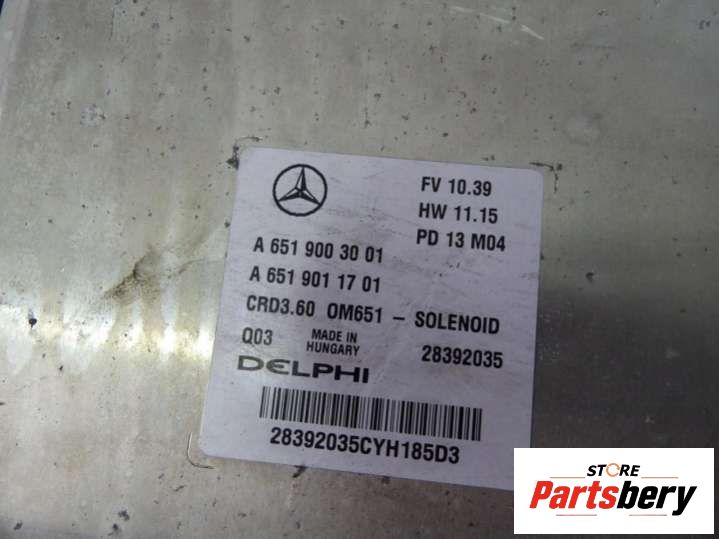 FV 10.39
HW 11.15
PD 13 M04
A 651 900 30 01
A 651 901 17 01
CRD3.60 OM651 – SOLENOID
Q03 MADE IN HUNGARY 28392035
DELPHI
28392035CYH185D3
STORE
Partsbery